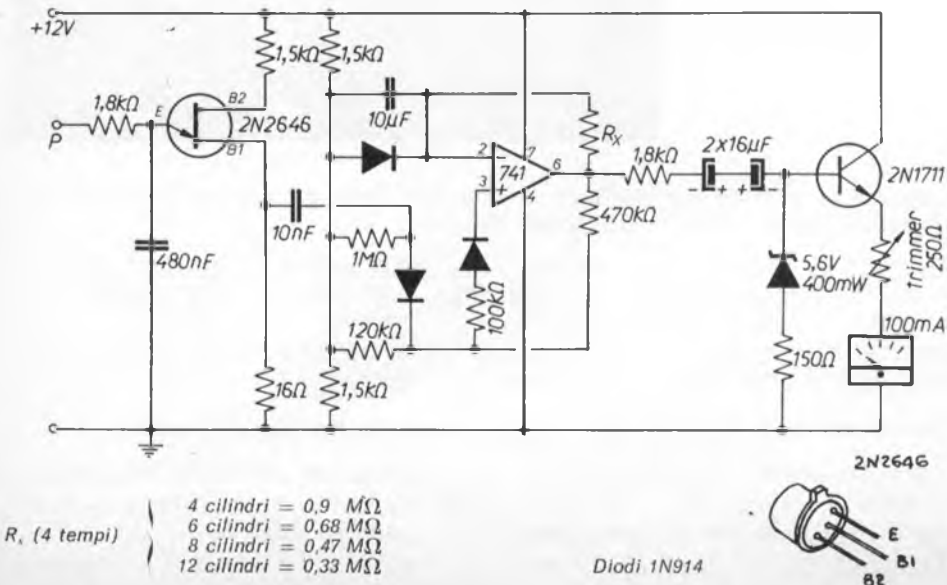 +12V
1,5kΩ
1,5kΩ
1,8kΩ
E
B2
2N2646
B1
P
10µF
2
7
741
6
3
4
Rx
1,8kΩ
2x16µF
- + + -
2N1711
480nF
10nF
1MΩ
470kΩ
5,6V
400mW
trimmer
250Ω
100kΩ
120kΩ
100mA
16Ω
1,5kΩ
150Ω
2N2646
Rx (4 tempi)
4 cilindri = 0,9 MΩ
6 cilindri = 0,68 MΩ
8 cilindri = 0,47 MΩ
12 cilindri = 0,33 MΩ
Diodi 1N914
E
B1
B2